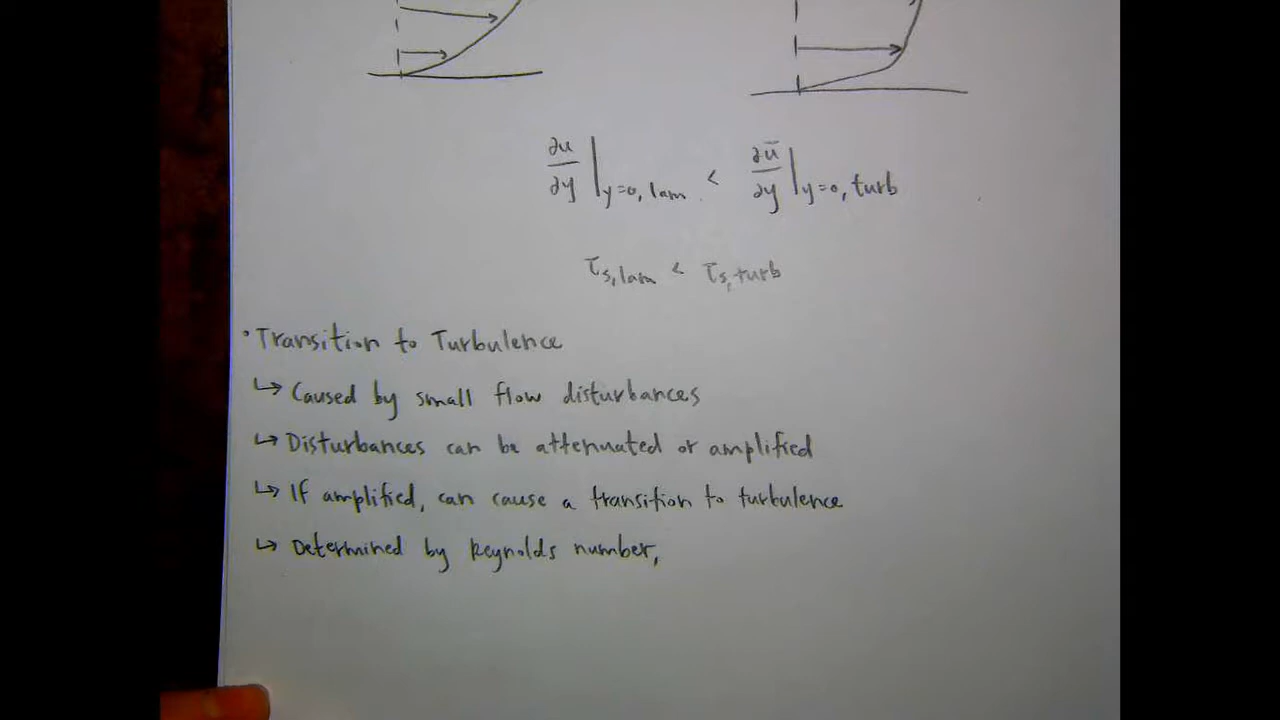 ∂u/∂y|y=0, lam < ∂ū/∂y|y=0, turb
τs,lam < τs,turb
• Transition to Turbulence
↳ Caused by small flow disturbances
↳ Disturbances can be attenuated or amplified
↳ If amplified, can cause a transition to turbulence
↳ Determined by Reynolds number,